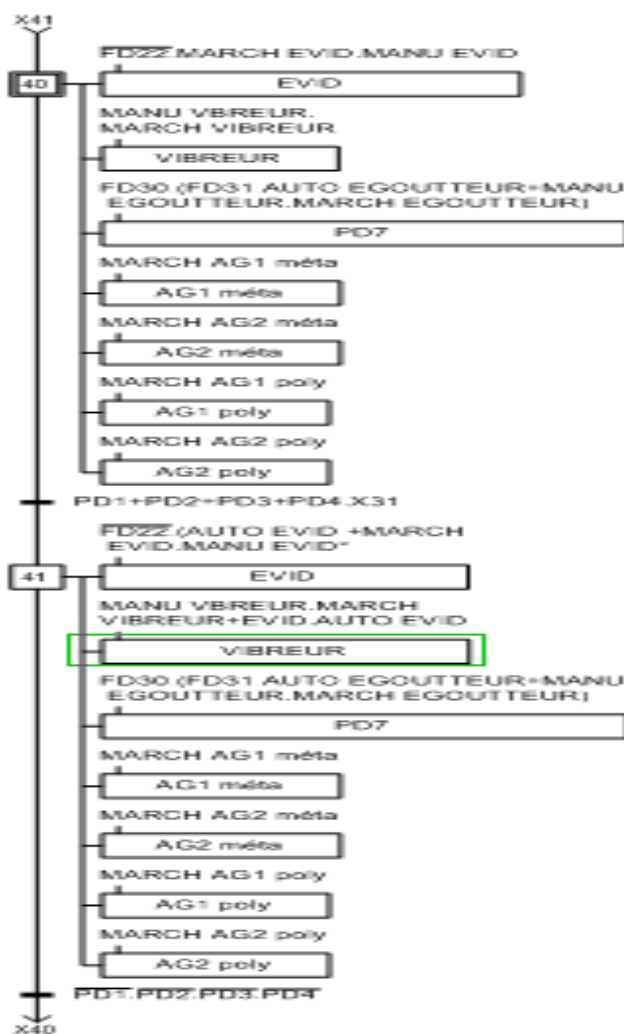 X41
FD22.MARCH EVID.MANU EVID
40
EVID
MANU VBREUR.
MARCH VIBREUR
VIBREUR
FD30.(FD31.AUTO EGOUTTEUR+MANU
EGOUTTEUR.MARCH EGOUTTEUR)
PD7
MARCH AG1 méta
AG1 méta
MARCH AG2 méta
AG2 méta
MARCH AG1 poly
AG1 poly
MARCH AG2 poly
AG2 poly
PD1+PD2+PD3+PD4.X31
FD22.(AUTO EVID +MARCH
EVID.MANU EVID"
41
EVID
MANU VBREUR.MARCH
VIBREUR+EVID.AUTO EVID
VIBREUR
FD30.(FD31.AUTO EGOUTTEUR+MANU
EGOUTTEUR.MARCH EGOUTTEUR)
PD7
MARCH AG1 méta
AG1 méta
MARCH AG2 méta
AG2 méta
MARCH AG1 poly
AG1 poly
MARCH AG2 poly
AG2 poly
PD1.PD2.PD3.PD4
X40